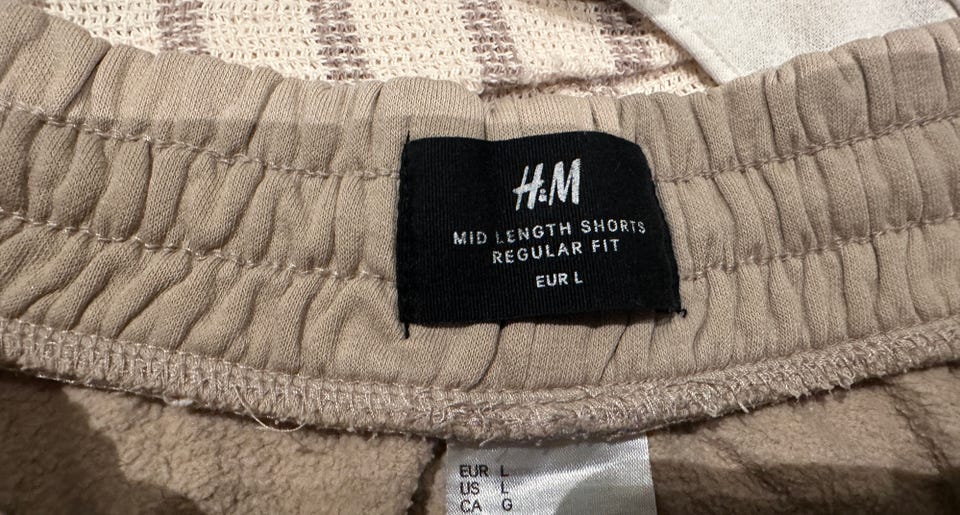 H&M
MID LENGTH SHORTS
REGULAR FIT
EUR L
EUR L
US L
CA G